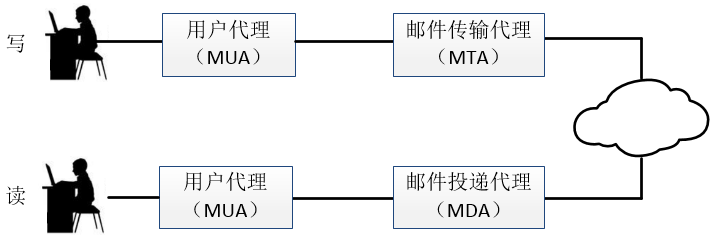 写
用户代理
（MUA）
邮件传输代理
（MTA）
读
用户代理
（MUA）
邮件投递代理
（MDA）